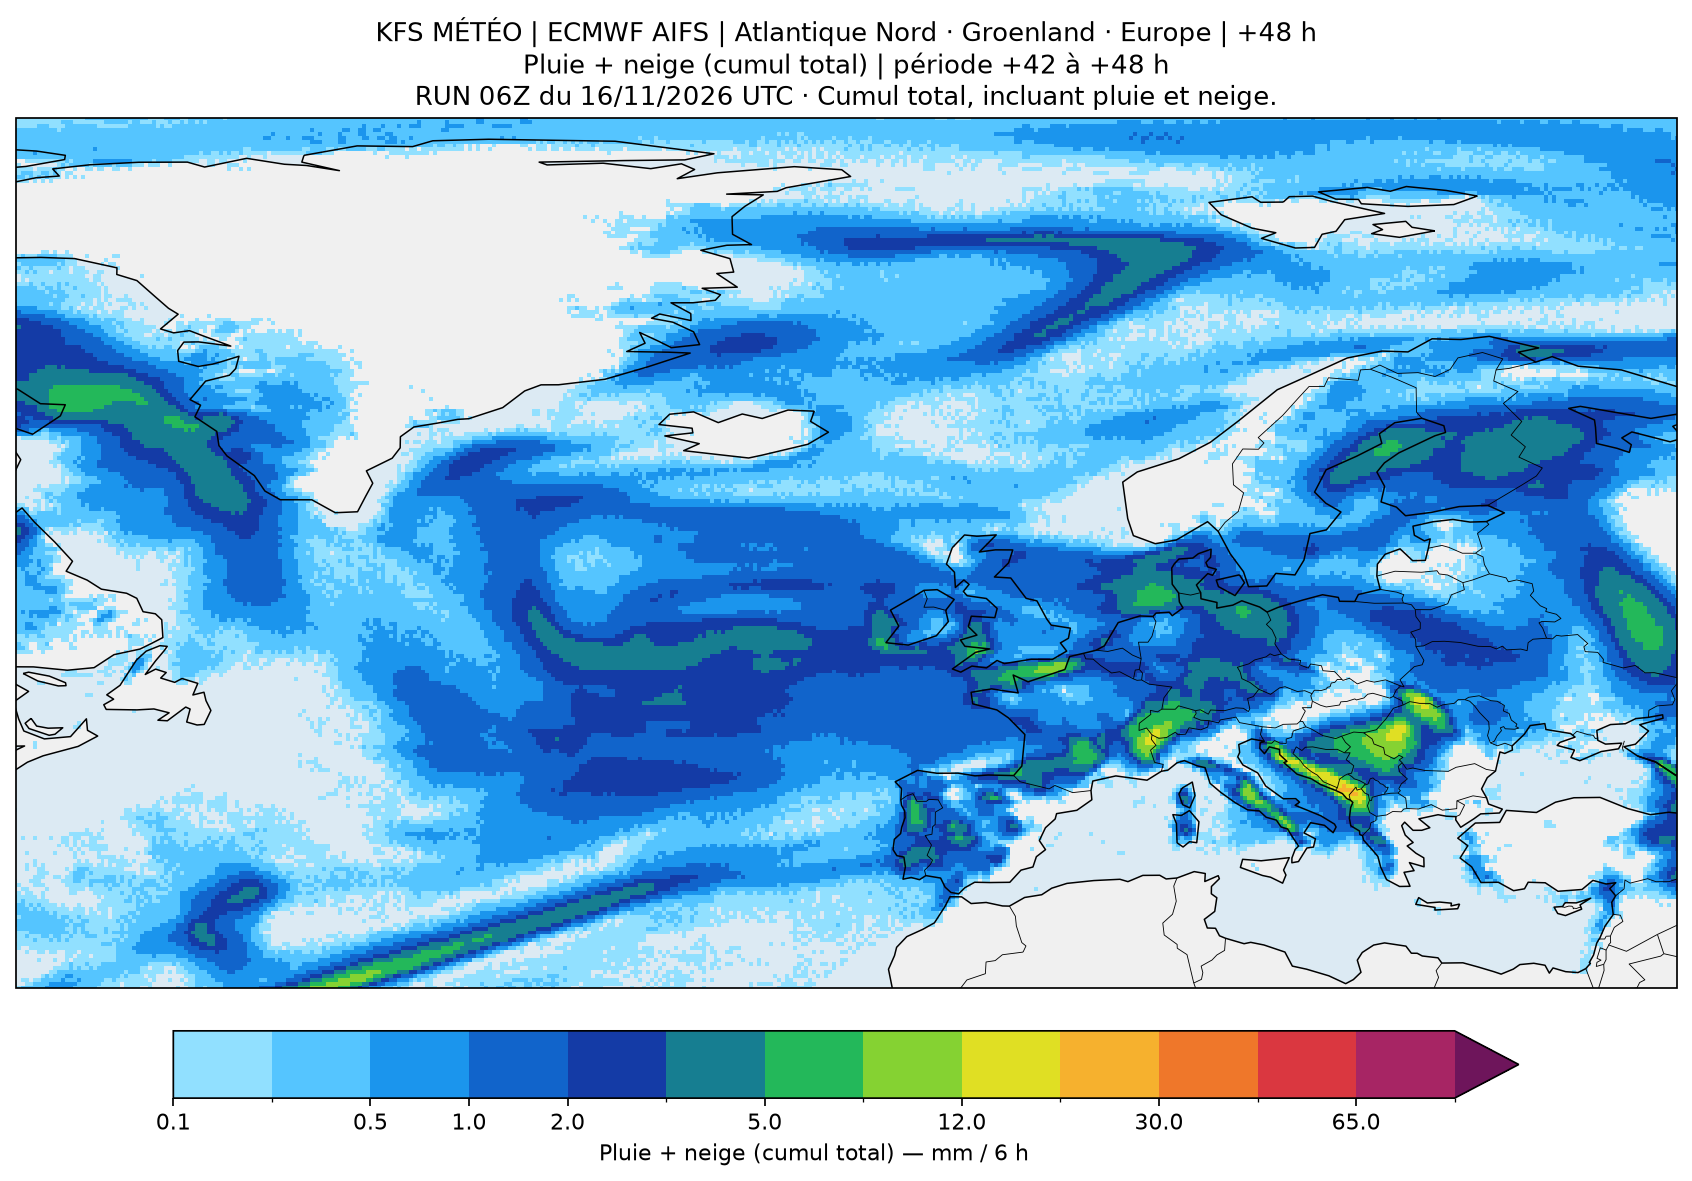 KFS MÉTÉO | ECMWF AIFS | Atlantique Nord · Groenland · Europe | +48 h
Pluie + neige (cumul total) | période +42 à +48 h
RUN 06Z du 16/11/2026 UTC · Cumul total, incluant pluie et neige.
0.1 0.5 1.0 2.0 5.0 12.0 30.0 65.0
Pluie + neige (cumul total) — mm / 6 h